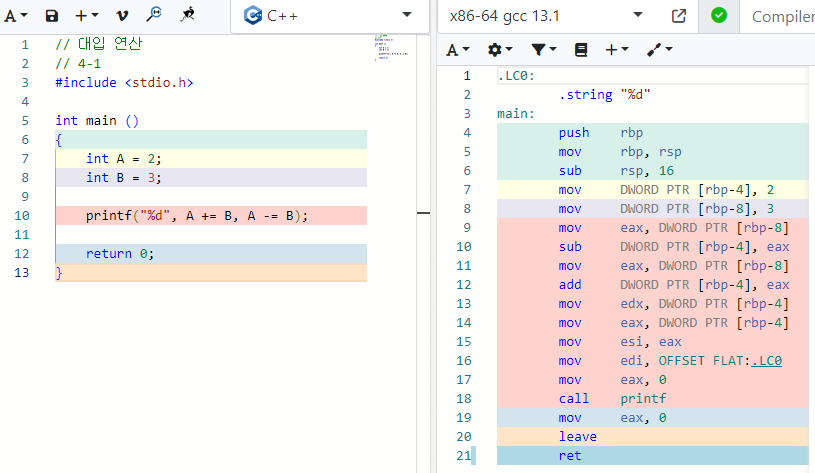 A
C++
1 // 대입 연산
2 // 4-1
3 #include <stdio.h>
4
5 int main ()
6 {
7 int A = 2;
8 int B = 3;
9
10 printf("%d", A += B, A -= B);
11
12 return 0;
13 }
x86-64 gcc 13.1
Compiler
A
1 .LC0:
2 .string "%d"
3 main:
4 push rbp
5 mov rbp, rsp
6 sub rsp, 16
7 mov DWORD PTR [rbp-4], 2
8 mov DWORD PTR [rbp-8], 3
9 mov eax, DWORD PTR [rbp-8]
10 sub DWORD PTR [rbp-4], eax
11 mov eax, DWORD PTR [rbp-8]
12 add DWORD PTR [rbp-4], eax
13 mov edx, DWORD PTR [rbp-4]
14 mov eax, DWORD PTR [rbp-4]
15 mov esi, eax
16 mov edi, OFFSET FLAT:.LC0
17 mov eax, 0
18 call printf
19 mov eax, 0
20 leave
21 ret